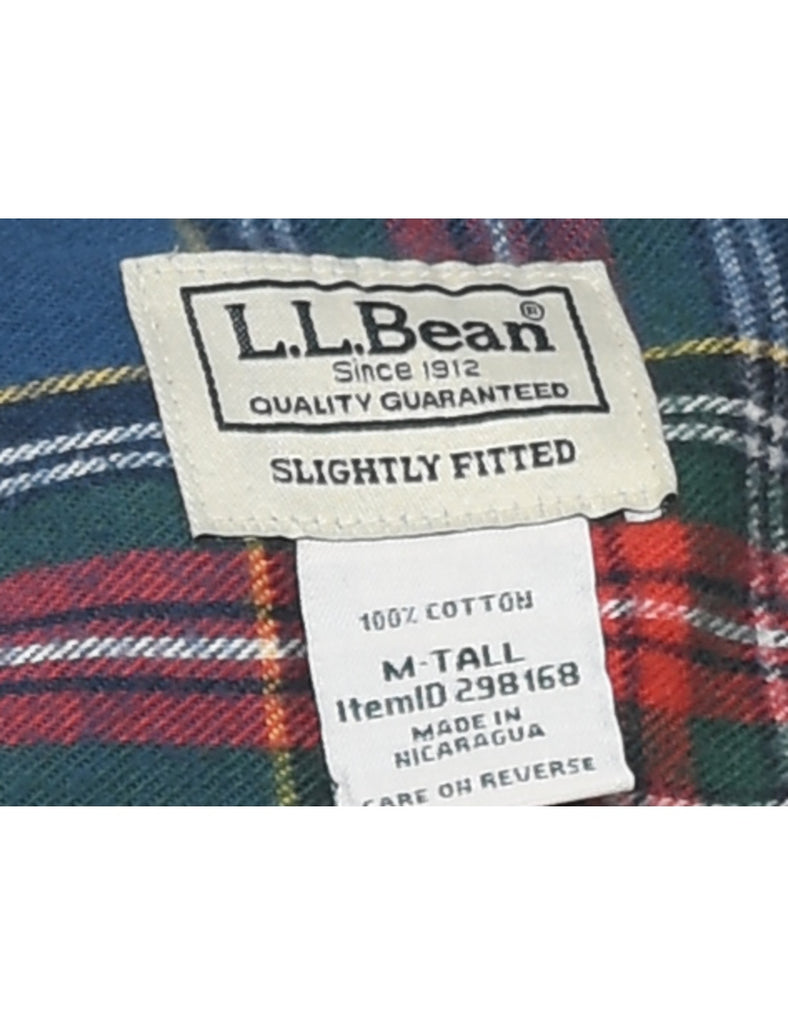 L.L.Bean®
Since 1912
QUALITY GUARANTEED
SLIGHTLY FITTED
100% COTTON
M-TALL
ItemID 298168
MADE IN
NICARAGUA
CARE ON REVERSE